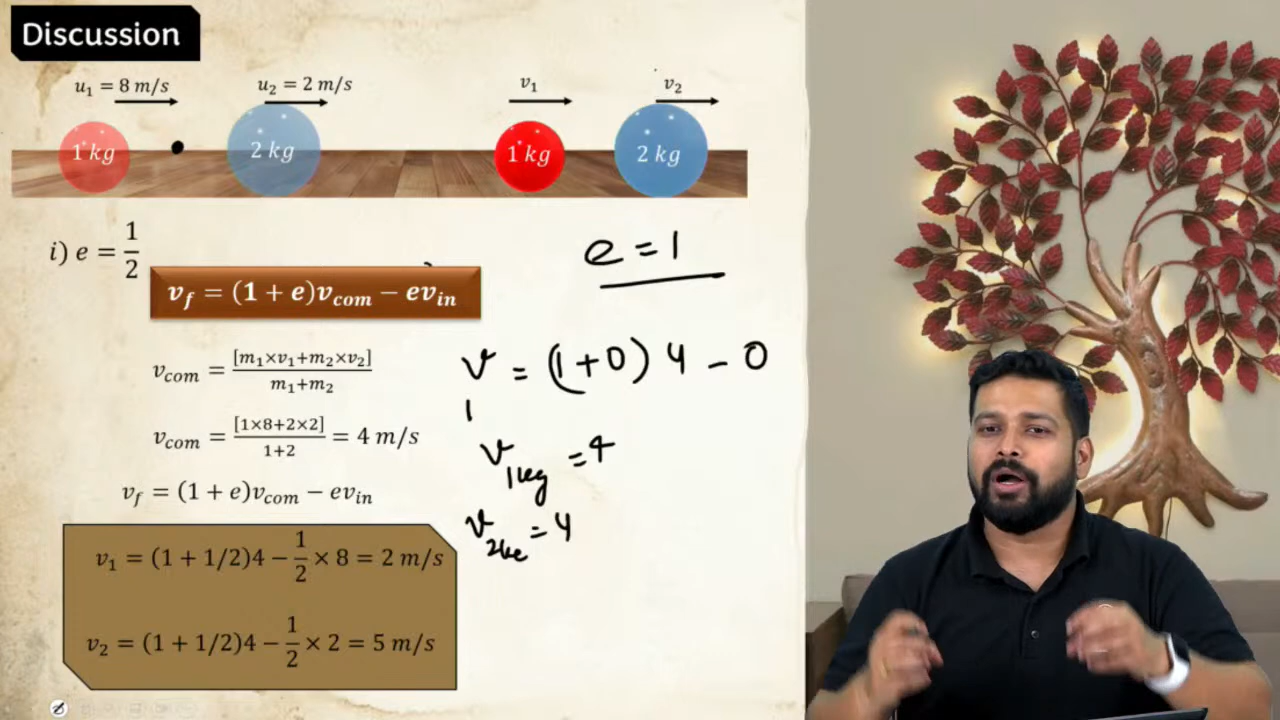 Discussion
u₁ = 8 m/s
u₂ = 2 m/s
v₁
v₂
1 kg
2 kg
1 kg
2 kg
i) e = 1/2
e = 1
v_f = (1 + e)v_com − ev_in
v_com = [m₁×v₁+m₂×v₂] / m₁+m₂
v₁ = (1+0) 4 − 0
v_com = [1×8+2×2] / 1+2 = 4 m/s
v_1kg = 4
v_f = (1 + e)v_com − ev_in
v_2kg = 4
v₁ = (1 + 1/2)4 − 1/2 × 8 = 2 m/s
v₂ = (1 + 1/2)4 − 1/2 × 2 = 5 m/s